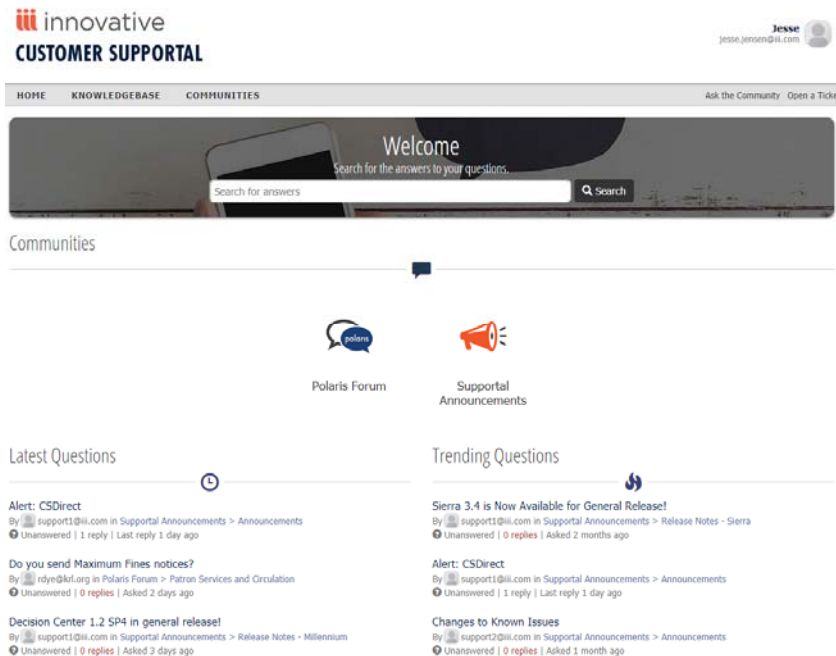 iii innovative
CUSTOMER SUPPORTAL
Jesse
jesse.jensen@iii.com
HOME KNOWLEDGEBASE COMMUNITIES
Ask the Community Open a Ticke
Welcome
Search for the answers to your questions.
Search for answers
Search
Communities
polaris
Polaris Forum
Supportal
Announcements
Latest Questions
Alert: CSDirect
By support1@iii.com in Supportal Announcements > Announcements
Unanswered | 1 reply | Last reply 1 day ago
Do you send Maximum Fines notices?
By rdye@krl.org in Polaris Forum > Patron Services and Circulation
Unanswered | 0 replies | Asked 2 days ago
Decision Center 1.2 SP4 in general release!
By support1@iii.com in Supportal Announcements > Release Notes - Millennium
Unanswered | 0 replies | Asked 3 days ago
Trending Questions
Sierra 3.4 is Now Available for General Release!
By support1@iii.com in Supportal Announcements > Release Notes - Sierra
Unanswered | 0 replies | Asked 2 months ago
Alert: CSDirect
By support1@iii.com in Supportal Announcements > Announcements
Unanswered | 1 reply | Last reply 1 day ago
Changes to Known Issues
By support2@iii.com in Supportal Announcements > Announcements
Unanswered | 0 replies | Asked 1 month ago